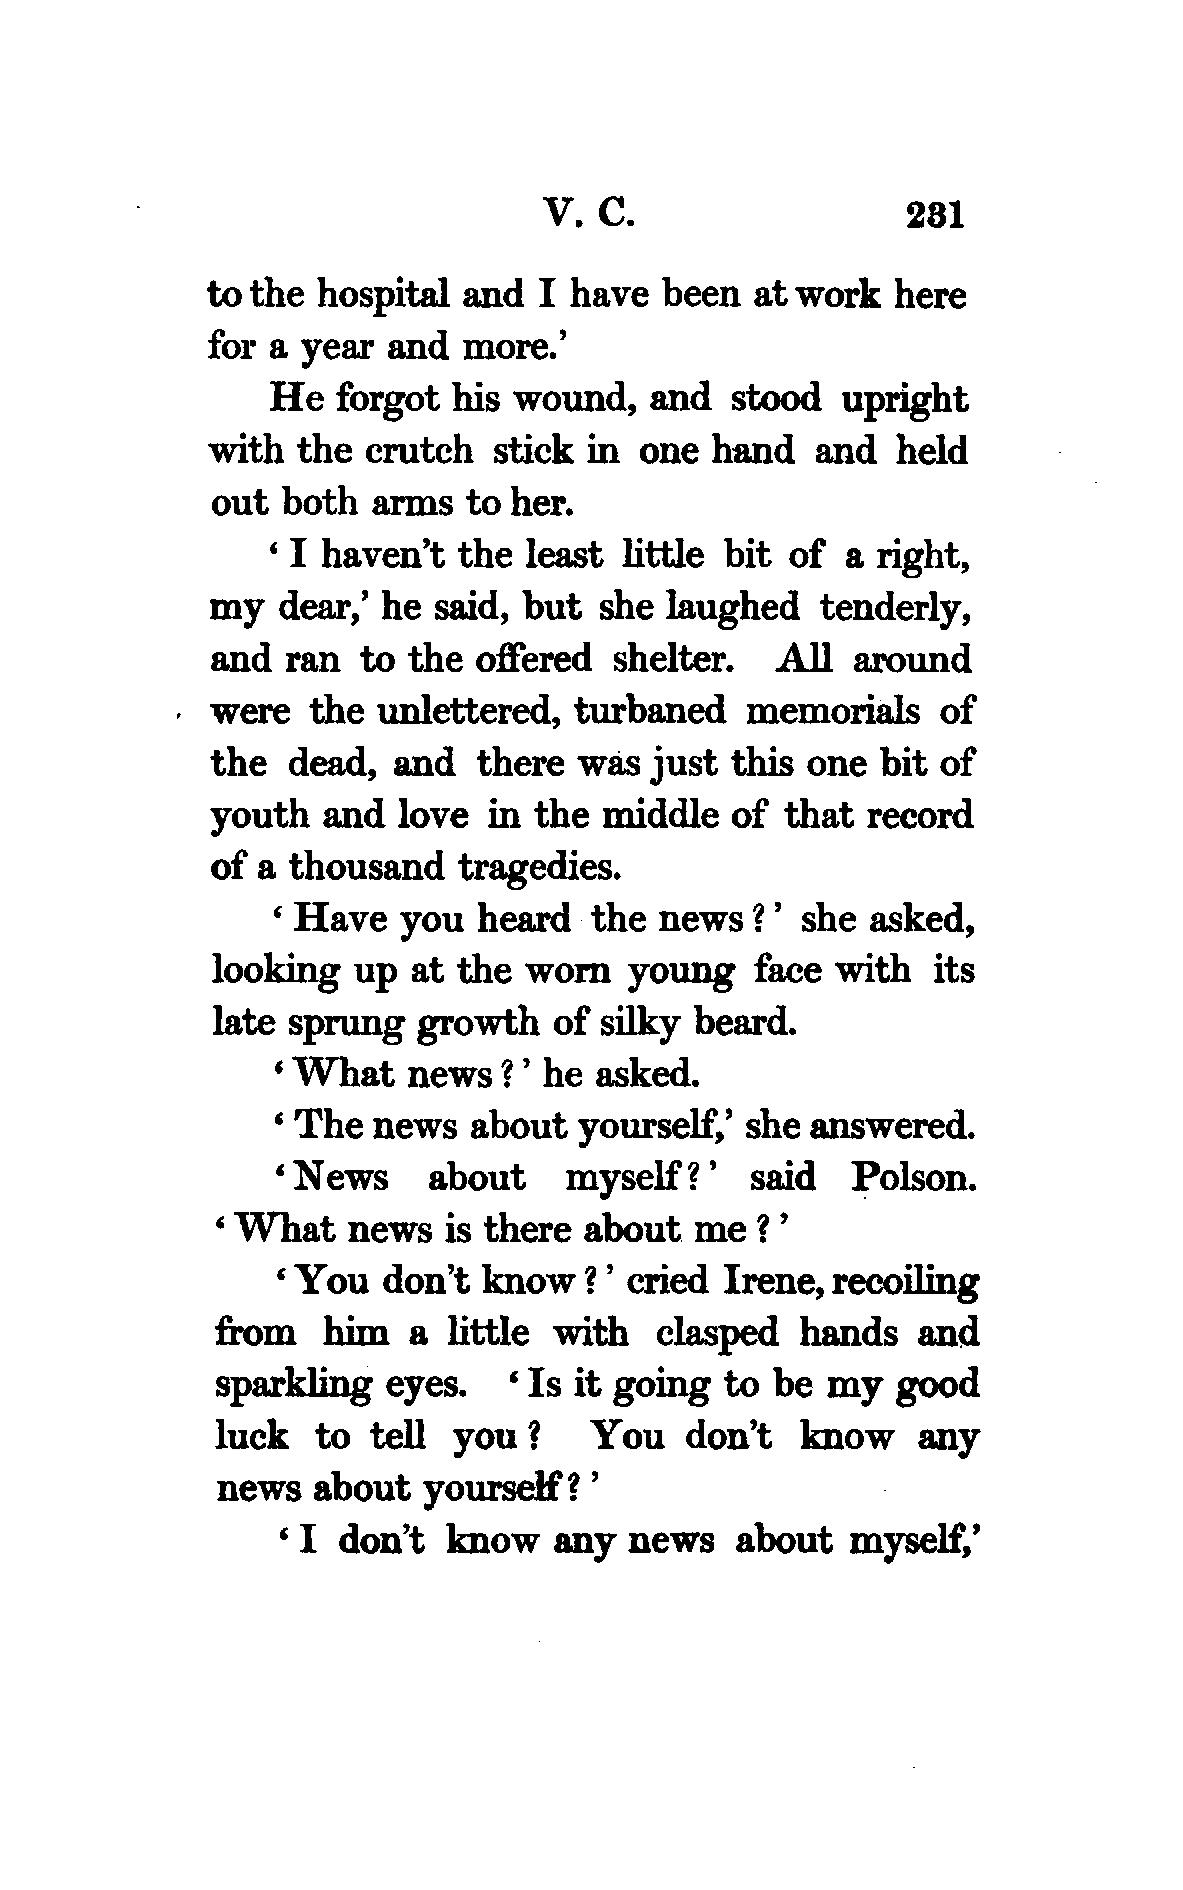 V. C. 231
to the hospital and I have been at work here
for a year and more.’
He forgot his wound, and stood upright
with the crutch stick in one hand and held
out both arms to her.
‘ I haven’t the least little bit of a right,
my dear,’ he said, but she laughed tenderly,
and ran to the offered shelter. All around
were the unlettered, turbaned memorials of
the dead, and there was just this one bit of
youth and love in the middle of that record
of a thousand tragedies.
‘ Have you heard the news ? ’ she asked,
looking up at the worn young face with its
late sprung growth of silky beard.
‘ What news ? ’ he asked.
‘ The news about yourself,’ she answered.
‘ News about myself? ’ said Polson.
‘ What news is there about me ? ’
‘ You don’t know ? ’ cried Irene, recoiling
from him a little with clasped hands and
sparkling eyes. ‘ Is it going to be my good
luck to tell you ? You don’t know any
news about yourself ? ’
‘ I don’t know any news about myself,’